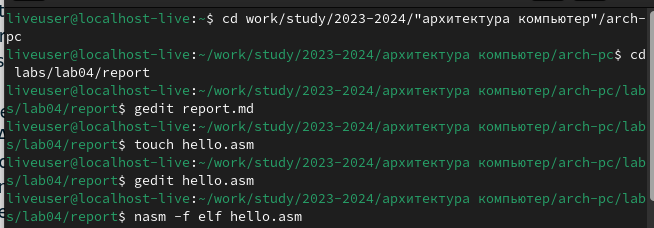 liveuser@localhost-live:~$ cd work/study/2023-2024/"архитектура компьютер"/arch-
pc
liveuser@localhost-live:~/work/study/2023-2024/архитектура компьютер/arch-pc$ cd
 labs/lab04/report
liveuser@localhost-live:~/work/study/2023-2024/архитектура компьютер/arch-pc/lab
s/lab04/report$ gedit report.md
liveuser@localhost-live:~/work/study/2023-2024/архитектура компьютер/arch-pc/lab
s/lab04/report$ touch hello.asm
liveuser@localhost-live:~/work/study/2023-2024/архитектура компьютер/arch-pc/lab
s/lab04/report$ gedit hello.asm
liveuser@localhost-live:~/work/study/2023-2024/архитектура компьютер/arch-pc/lab
s/lab04/report$ nasm -f elf hello.asm